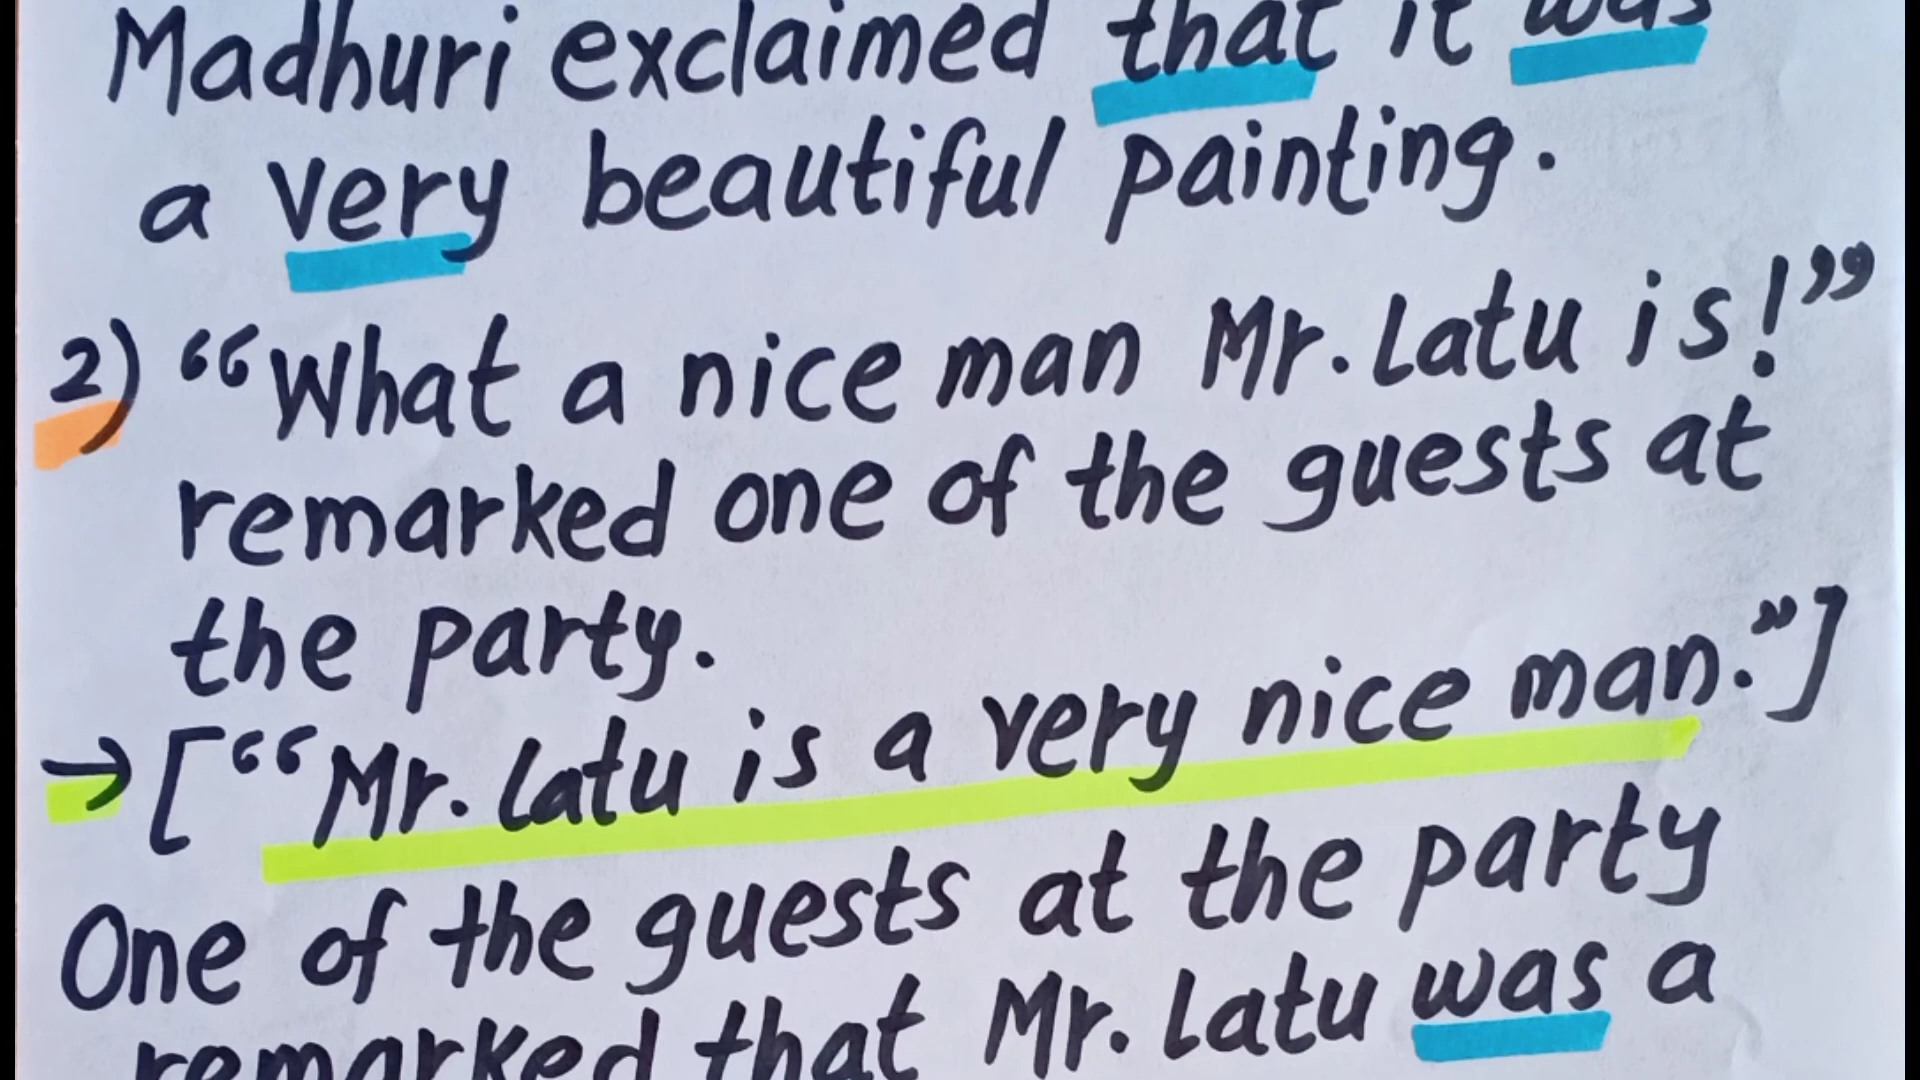 Madhuri exclaimed that it was
a very beautiful painting.
2) “What a nice man Mr. Latu is!”
remarked one of the guests at
the party.
→ [“Mr. Latu is a very nice man.”]
One of the guests at the party
remarked that Mr. Latu was a